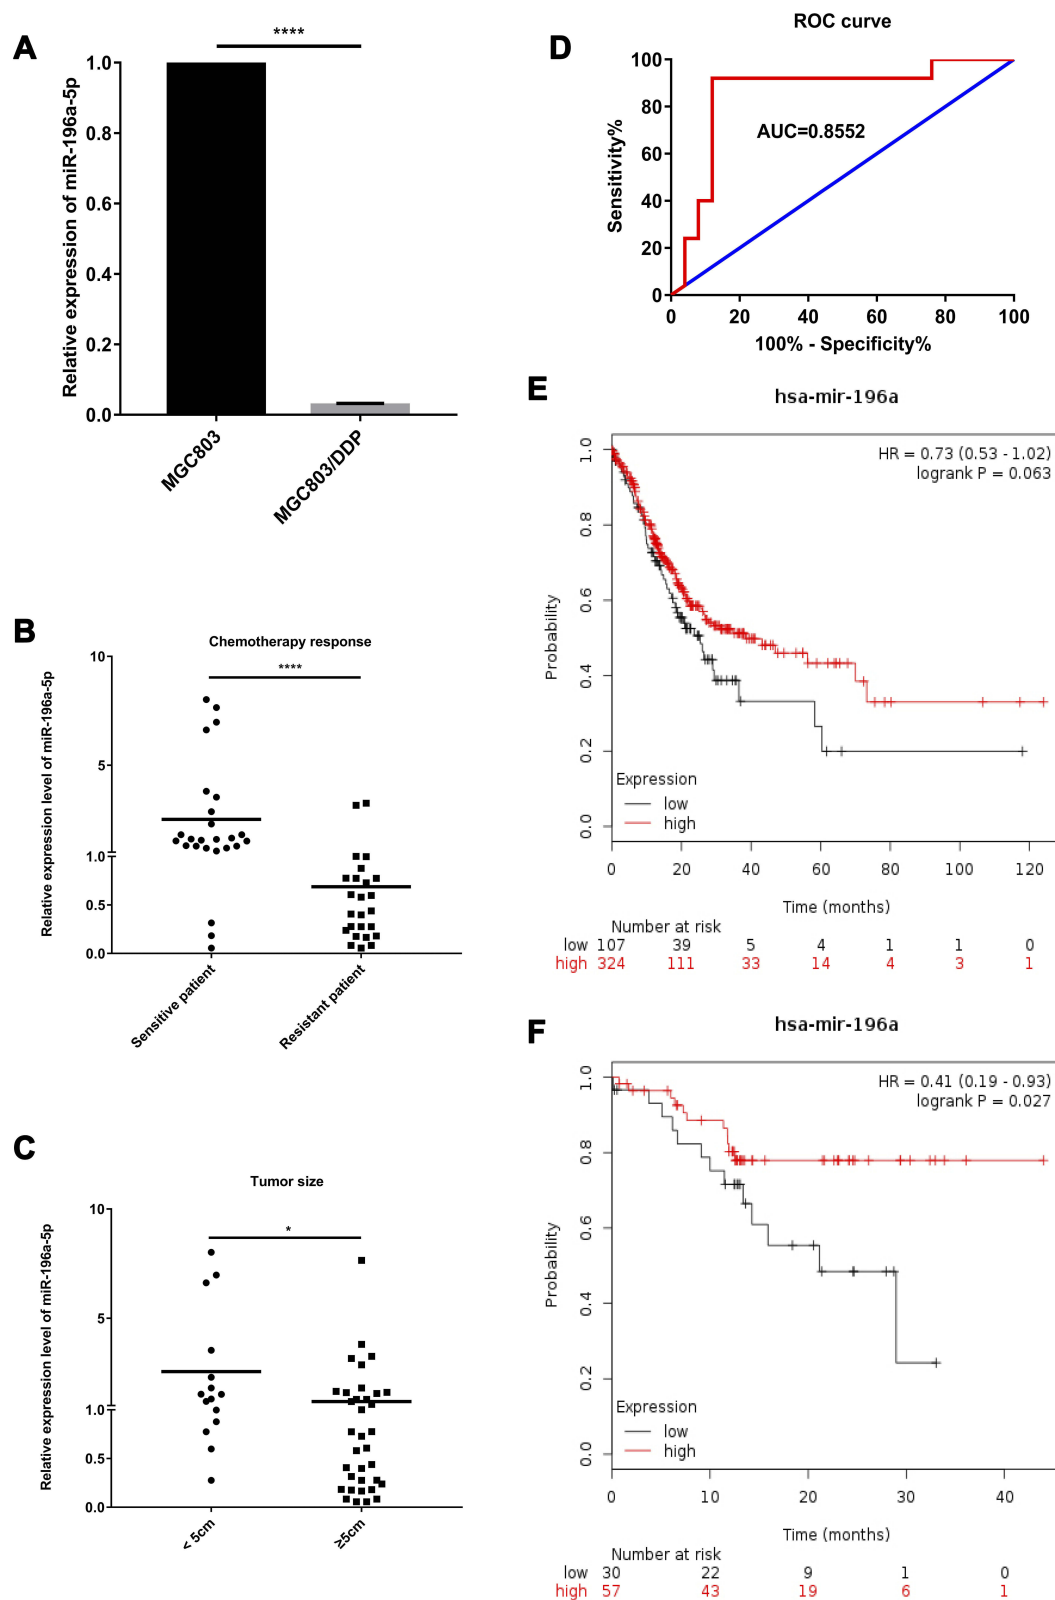 A
****
Relative expression of miR-196a-5p
1.0
0.8
0.6
0.4
0.2
0.0
MGC803
MGC803/DDP
B
Chemotherapy response
****
Relative expression level of miR-196a-5p
10
5
1.0
0.5
0.0
Sensitive patient
Resistant patient
C
Tumor size
*
Relative expression level of miR-196a-5p
10
5
1.0
0.5
0.0
< 5cm
≥5cm
D
ROC curve
Sensitivity%
100
80
60
40
20
0
AUC=0.8552
0 20 40 60 80 100
100% - Specificity%
E
hsa-mir-196a
HR = 0.73 (0.53 - 1.02)
logrank P = 0.063
Probability
1.0
0.8
0.6
0.4
0.2
0.0
Expression
low
high
0 20 40 60 80 100 120
Time (months)
Number at risk
low 107 39 5 4 1 1 0
high 324 111 33 14 4 3 1
F
hsa-mir-196a
HR = 0.41 (0.19 - 0.93)
logrank P = 0.027
Probability
1.0
0.8
0.6
0.4
0.2
0.0
Expression
low
high
0 10 20 30 40
Time (months)
Number at risk
low 30 22 9 1 0
high 57 43 19 6 1